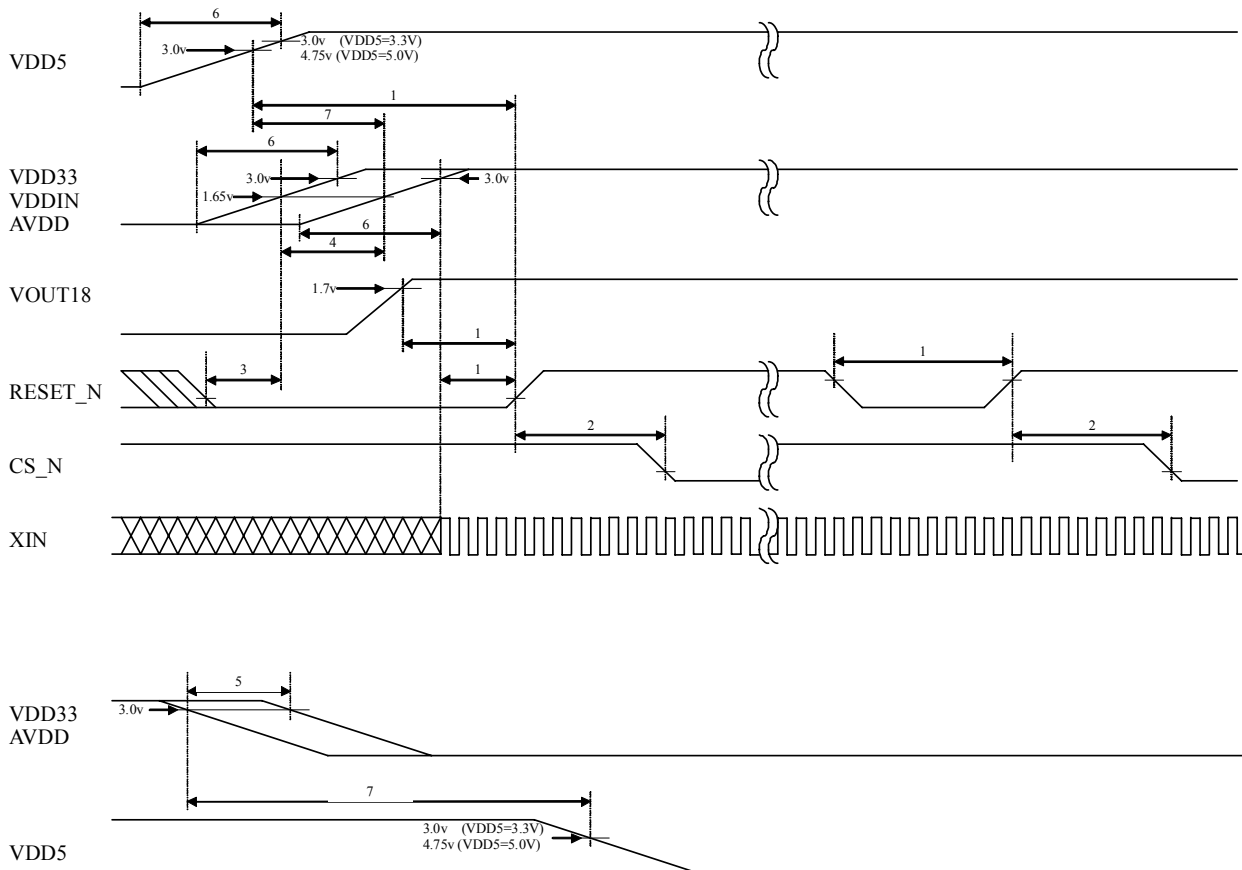 6
3.0v
3.0v (VDD5=3.3V)
4.75v (VDD5=5.0V)
VDD5
1
7
6
VDD33
3.0v
3.0v
VDDIN
1.65v
AVDD
6
4
VOUT18
1.7v
1
1
RESET_N
3
1
2
2
CS_N
XIN
5
VDD33
3.0v
AVDD
7
3.0v (VDD5=3.3V)
4.75v (VDD5=5.0V)
VDD5